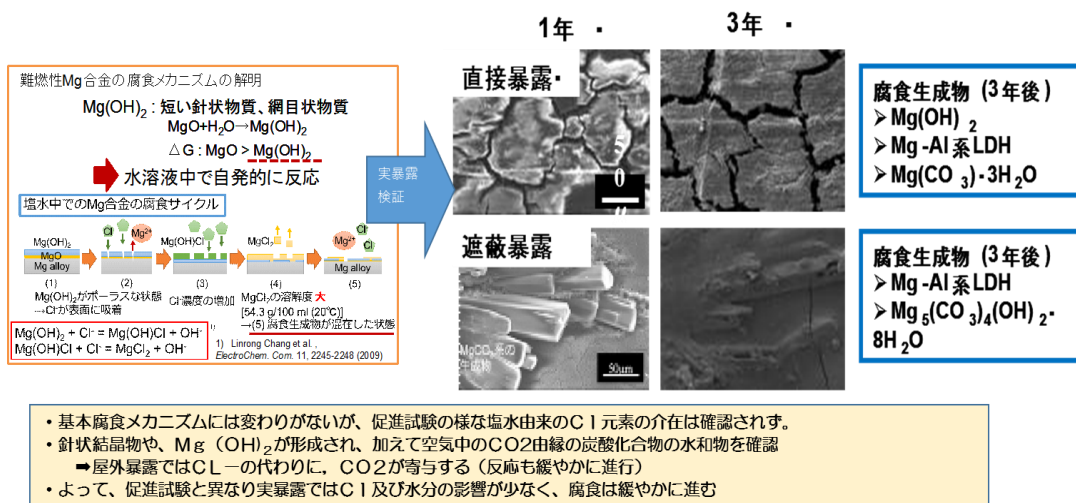 1年 ・
3年 ・
難燃性Mg合金の腐食メカニズムの解明
Mg(OH)₂ : 短い針状物質、網目状物質
MgO+H₂O→Mg(OH)₂
△G : MgO > Mg(OH)₂
水溶液中で自発的に反応
塩水中でのMg合金の腐食サイクル
Mg(OH)₂
MgO
Mg alloy
Cl⁻
Mg²⁺
Mg(OH)Cl
MgCl₂
Mg²⁺
Cl⁻
Cl⁻
Mg alloy
(1)
(2)
(3)
(4)
(5)
Mg(OH)₂がポーラスな状態
→Cl⁻が表面に吸着
Cl⁻濃度の増加
MgCl₂の溶解度 大
[54.3 g/100 ml (20℃)]
→(5) 腐食生成物が混在した状態
Mg(OH)₂ + Cl⁻ = Mg(OH)Cl + OH⁻
Mg(OH)Cl + Cl⁻ = MgCl₂ + OH⁻
1) Linrong Chang et al. ,
ElectroChem. Com. 11, 2245-2248 (2009)
実暴露
検証
直接暴露・
遮蔽暴露
生成物
50μm
腐食生成物 (3年後)
➢Mg(OH) ₂
➢Mg -Al 系LDH
➢Mg(CO ₃)・3H₂O
腐食生成物 (3年後)
➢Mg -Al 系LDH
➢Mg₅(CO₃)₄(OH) ₂・
8H₂O
・基本腐食メカニズムには変わりがないが、促進試験の様な塩水由来のCl元素の介在は確認されず。
・針状結晶物や、Mg(OH)₂が形成され、加えて空気中のCO2由縁の炭酸化合物の水和物を確認
➡屋外暴露ではCLーの代わりに，CO2が寄与する（反応も緩やかに進行）
・よって、促進試験と異なり実暴露ではCl及び水分の影響が少なく、腐食は緩やかに進む